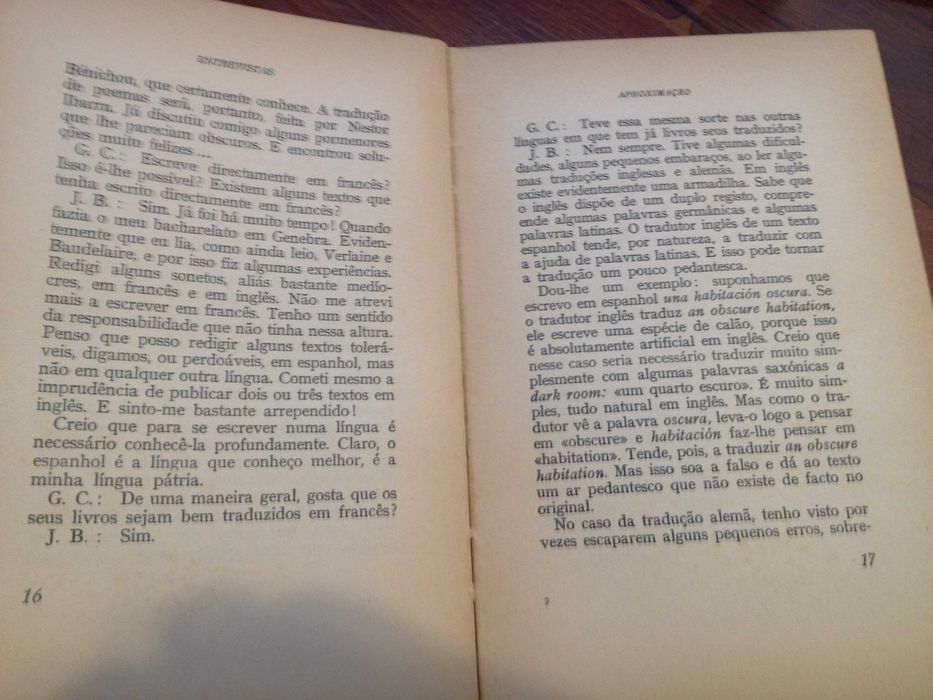 ENTREVISTAS
Bénichou, que certamente conhece. A tradução
de poemas será, portanto, feita por Nestor
Ibarra. Já discutiu comigo alguns pormenores
que lhe pareciam obscuros. E encontrou solu-
ções muito felizes...
G. C.: Escreve directamente em francês?
Isso é-lhe possível? Existem alguns textos que
tenha escrito directamente em francês?
J. B.: Sim. Já foi há muito tempo! Quando
fazia o meu bacharelato em Genebra. Eviden-
temente que eu lia, como ainda leio, Verlaine e
Baudelaire, e por isso fiz algumas experiências.
Redigi alguns sonetos, aliás bastante medío-
cres, em francês e em inglês. Não me atrevi
mais a escrever em francês. Tenho um sentido
da responsabilidade que não tinha nessa altura.
Penso que posso redigir alguns textos tolerá-
veis, digamos, ou perdoáveis, em espanhol, mas
não em qualquer outra língua. Cometi mesmo a
imprudência de publicar dois ou três textos em
inglês. E sinto-me bastante arrependido!
Creio que para se escrever numa língua é
necessário conhecê-la profundamente. Claro, o
espanhol é a língua que conheço melhor, é a
minha língua pátria.
G. C.: De uma maneira geral, gosta que os
seus livros sejam bem traduzidos em francês?
J. B.: Sim.
16
APROXIMAÇÃO
G. C.: Teve essa mesma sorte nas outras
línguas em que tem já livros seus traduzidos?
J. B.: Nem sempre. Tive algumas dificul-
dades, alguns pequenos embaraços, ao ler algu-
mas traduções inglesas e alemãs. Em inglês
existe evidentemente uma armadilha. Sabe que
o inglês dispõe de um duplo registo, compre-
ende algumas palavras germânicas e algumas
palavras latinas. O tradutor inglês de um texto
espanhol tende, por natureza, a traduzir com
a ajuda de palavras latinas. E isso pode tornar
a tradução um pouco pedantesca.
Dou-lhe um exemplo: suponhamos que
escrevo em espanhol una habitación oscura. Se
o tradutor inglês traduz an obscure habitation,
ele escreve uma espécie de calão, porque isso
é absolutamente artificial em inglês. Creio que
nesse caso seria necessário traduzir muito sim-
plesmente com algumas palavras saxónicas a
dark room: «um quarto escuro». É muito sim-
ples, tudo natural em inglês. Mas como o tra-
dutor vê a palavra oscura, leva-o logo a pensar
em «obscure» e habitación faz-lhe pensar em
«habitation». Tende, pois, a traduzir an obscure
habitation. Mas isso soa a falso e dá ao texto
um ar pedantesco que não existe de facto no
original.
No caso da tradução alemã, tenho visto por
vezes escaparem alguns pequenos erros, sobre-
17